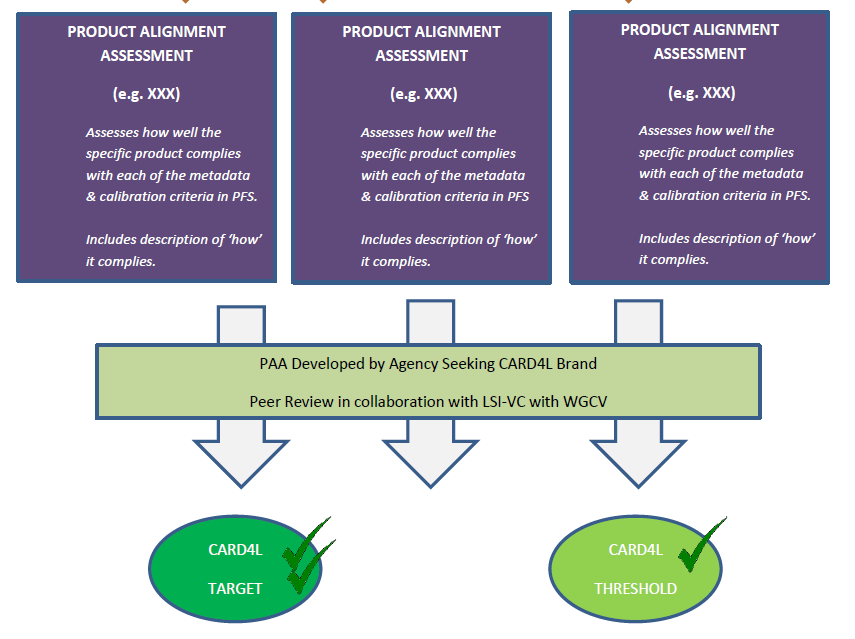 PRODUCT ALIGNMENT
ASSESSMENT
(e.g. XXX)
Assesses how well the
specific product complies
with each of the metadata
& calibration criteria in PFS.
Includes description of ‘how’
it complies.
PRODUCT ALIGNMENT
ASSESSMENT
(e.g. XXX)
Assesses how well the
specific product complies
with each of the metadata
& calibration criteria in PFS
Includes description of ‘how’
it complies.
PRODUCT ALIGNMENT
ASSESSMENT
(e.g. XXX)
Assesses how well the
specific product complies
with each of the metadata
& calibration criteria in PFS.
Includes description of ‘how’
it complies.
PAA Developed by Agency Seeking CARD4L Brand
Peer Review in collaboration with LSI-VC with WGCV
CARD4L
TARGET
CARD4L
THRESHOLD